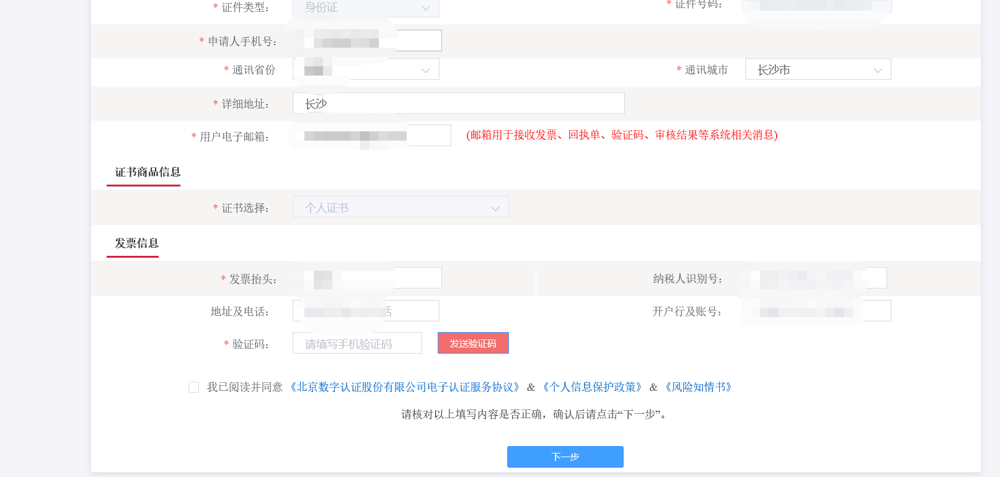 * 证件类型： 身份证 * 证件号码：
* 申请人手机号：
* 通讯省份 * 通讯城市 长沙市
* 详细地址： 长沙
* 用户电子邮箱： (邮箱用于接收发票、回执单、验证码、审核结果等系统相关消息)
证书商品信息
* 证书选择： 个人证书
发票信息
* 发票抬头： 纳税人识别号：
地址及电话： 开户行及账号：
* 验证码： 请填写手机验证码 发送验证码
我已阅读并同意 《北京数字认证股份有限公司电子认证服务协议》 & 《个人信息保护政策》 & 《风险知情书》
请核对以上填写内容是否正确，确认后请点击“下一步”。
下一步